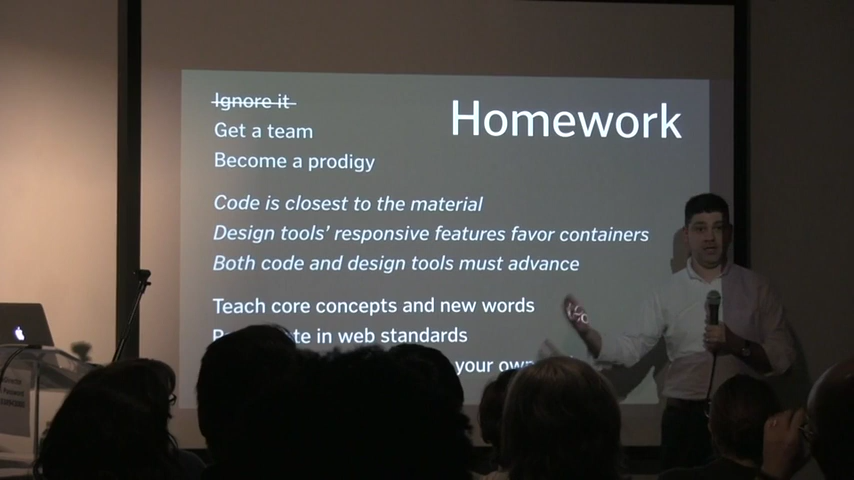 Ignore it
Get a team
Become a prodigy
Homework
Code is closest to the material
Design tools' responsive features favor containers
Both code and design tools must advance
Teach core concepts and new words
in web standards
your own